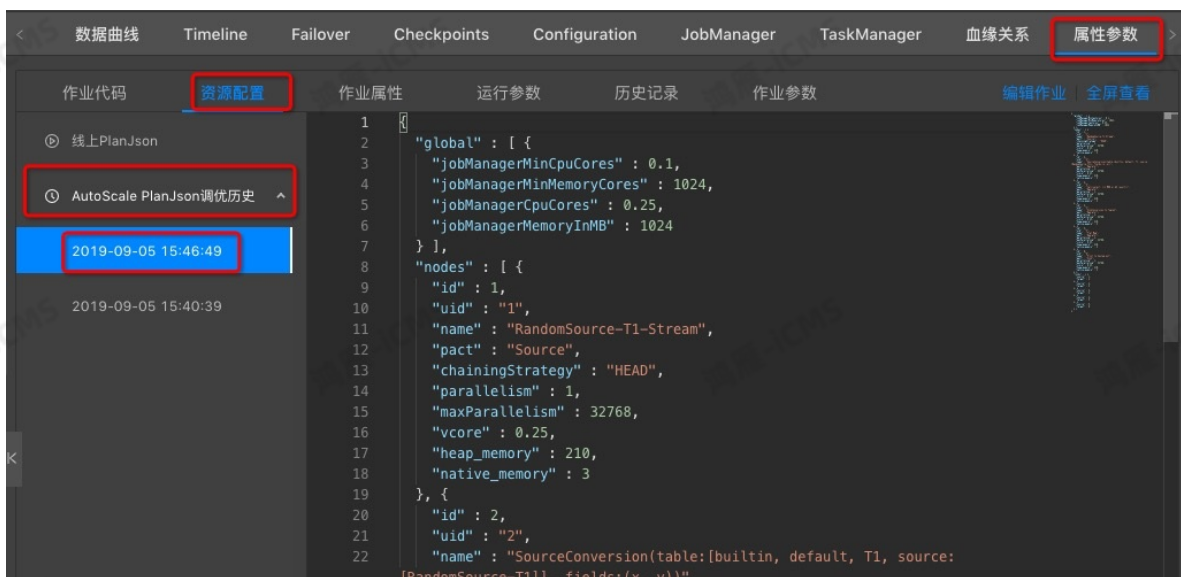 数据曲线 Timeline Failover Checkpoints Configuration JobManager TaskManager 血缘关系 属性参数
作业代码 资源配置 作业属性 运行参数 历史记录 作业参数 编辑作业 全屏查看
线上PlanJson
AutoScale PlanJson调优历史
2019-09-05 15:46:49
2019-09-05 15:40:39
1 {
2 "global" : [ {
3 "jobManagerMinCpuCores" : 0.1,
4 "jobManagerMinMemoryCores" : 1024,
5 "jobManagerCpuCores" : 0.25,
6 "jobManagerMemoryInMB" : 1024
7 } ],
8 "nodes" : [ {
9 "id" : 1,
10 "uid" : "1",
11 "name" : "RandomSource-T1-Stream",
12 "pact" : "Source",
13 "chainingStrategy" : "HEAD",
14 "parallelism" : 1,
15 "maxParallelism" : 32768,
16 "vcore" : 0.25,
17 "heap_memory" : 210,
18 "native_memory" : 3
19 }, {
20 "id" : 2,
21 "uid" : "2",
22 "name" : "SourceConversion(table:[builtin, default, T1, source:
[RandomSource-T1]], fields:(x, y))"